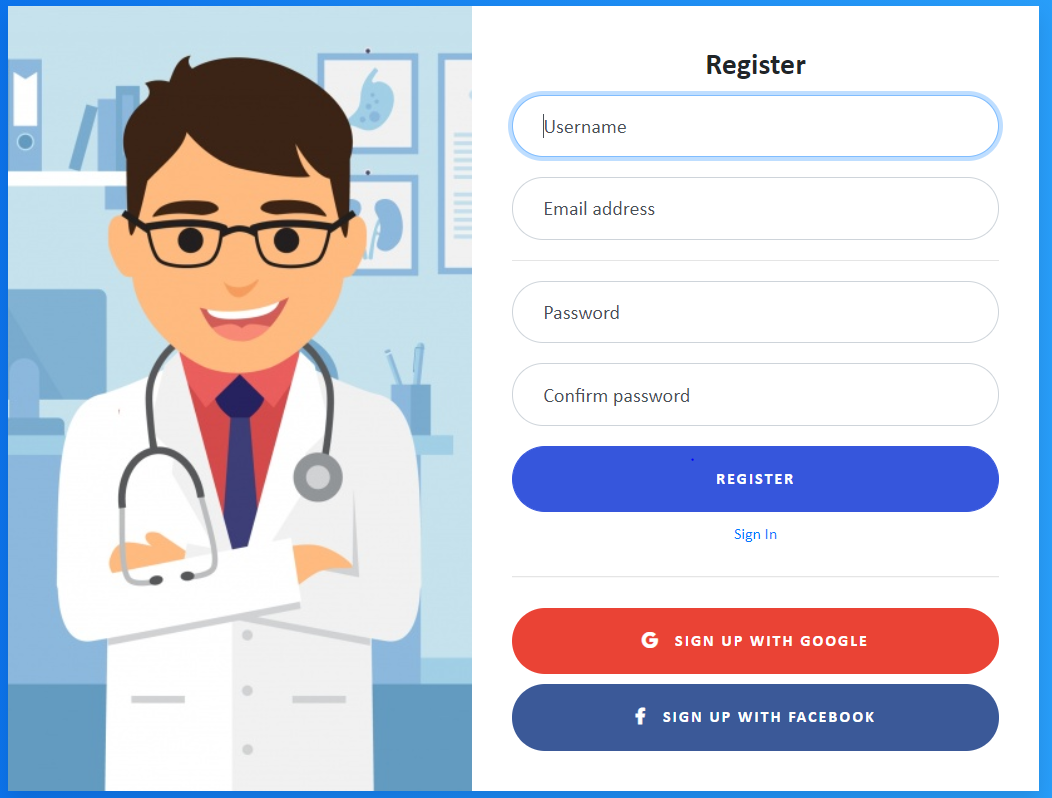 Register
Username
Email address
Password
Confirm password
REGISTER
Sign In
SIGN UP WITH GOOGLE
SIGN UP WITH FACEBOOK